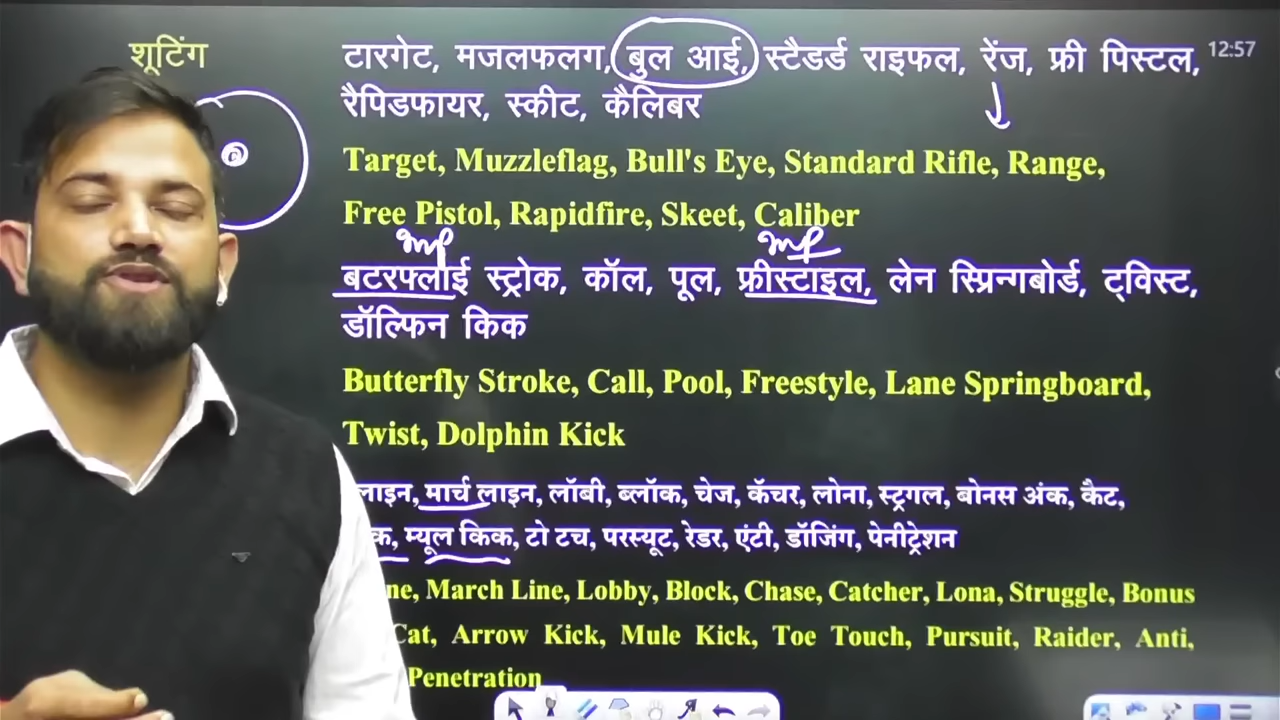 शूटिंग
टारगेट, मजलफलग, बुल आई, स्टैडर्ड राइफल, रेंज, फ्री पिस्टल,
12:57
रैपिडफायर, स्कीट, कैलिबर
Target, Muzzleflag, Bull's Eye, Standard Rifle, Range,
Free Pistol, Rapidfire, Skeet, Caliber
Imp Imp
बटरफ्लाई स्ट्रोक, कॉल, पूल, फ्रीस्टाइल, लेन स्प्रिन्गबोर्ड, ट्विस्ट,
डॉल्फिन किक
Butterfly Stroke, Call, Pool, Freestyle, Lane Springboard,
Twist, Dolphin Kick
लाइन, मार्च लाइन, लॉबी, ब्लॉक, चेज, कॅचर, लोना, स्ट्रगल, बोनस अंक, कैट,
म्यूल किक, टो टच, परस्यूट, रेडर, एंटी, डॉजिंग, पेनीट्रेशन
March Line, Lobby, Block, Chase, Catcher, Lona, Struggle, Bonus
Cat, Arrow Kick, Mule Kick, Toe Touch, Pursuit, Raider, Anti,
Penetration